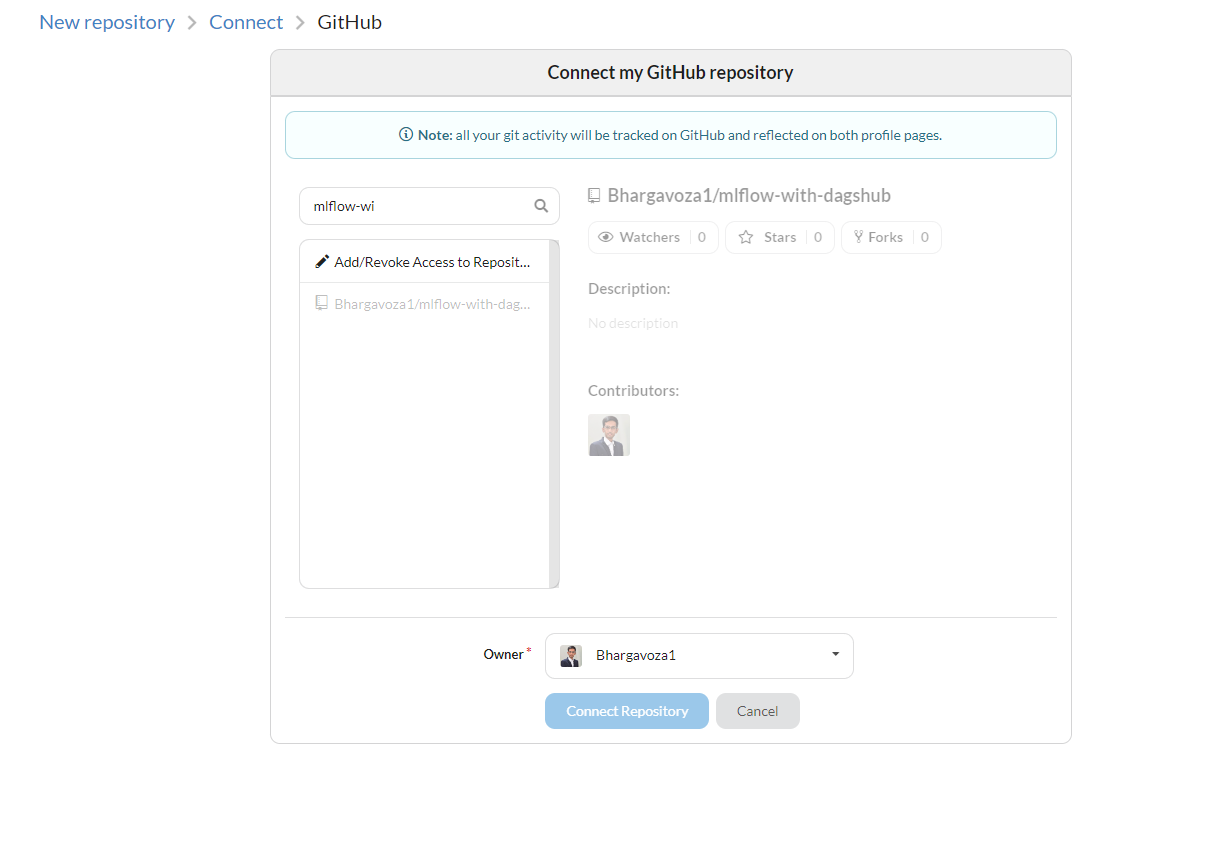 New repository > Connect > GitHub
Connect my GitHub repository
Note: all your git activity will be tracked on GitHub and reflected on both profile pages.
mlflow-wi
Add/Revoke Access to Reposit...
Bhargavoza1/mlflow-with-dag...
Bhargavoza1/mlflow-with-dagshub
Watchers 0 Stars 0 Forks 0
Description:
No description
Contributors:
Owner* Bhargavoza1
Connect Repository Cancel